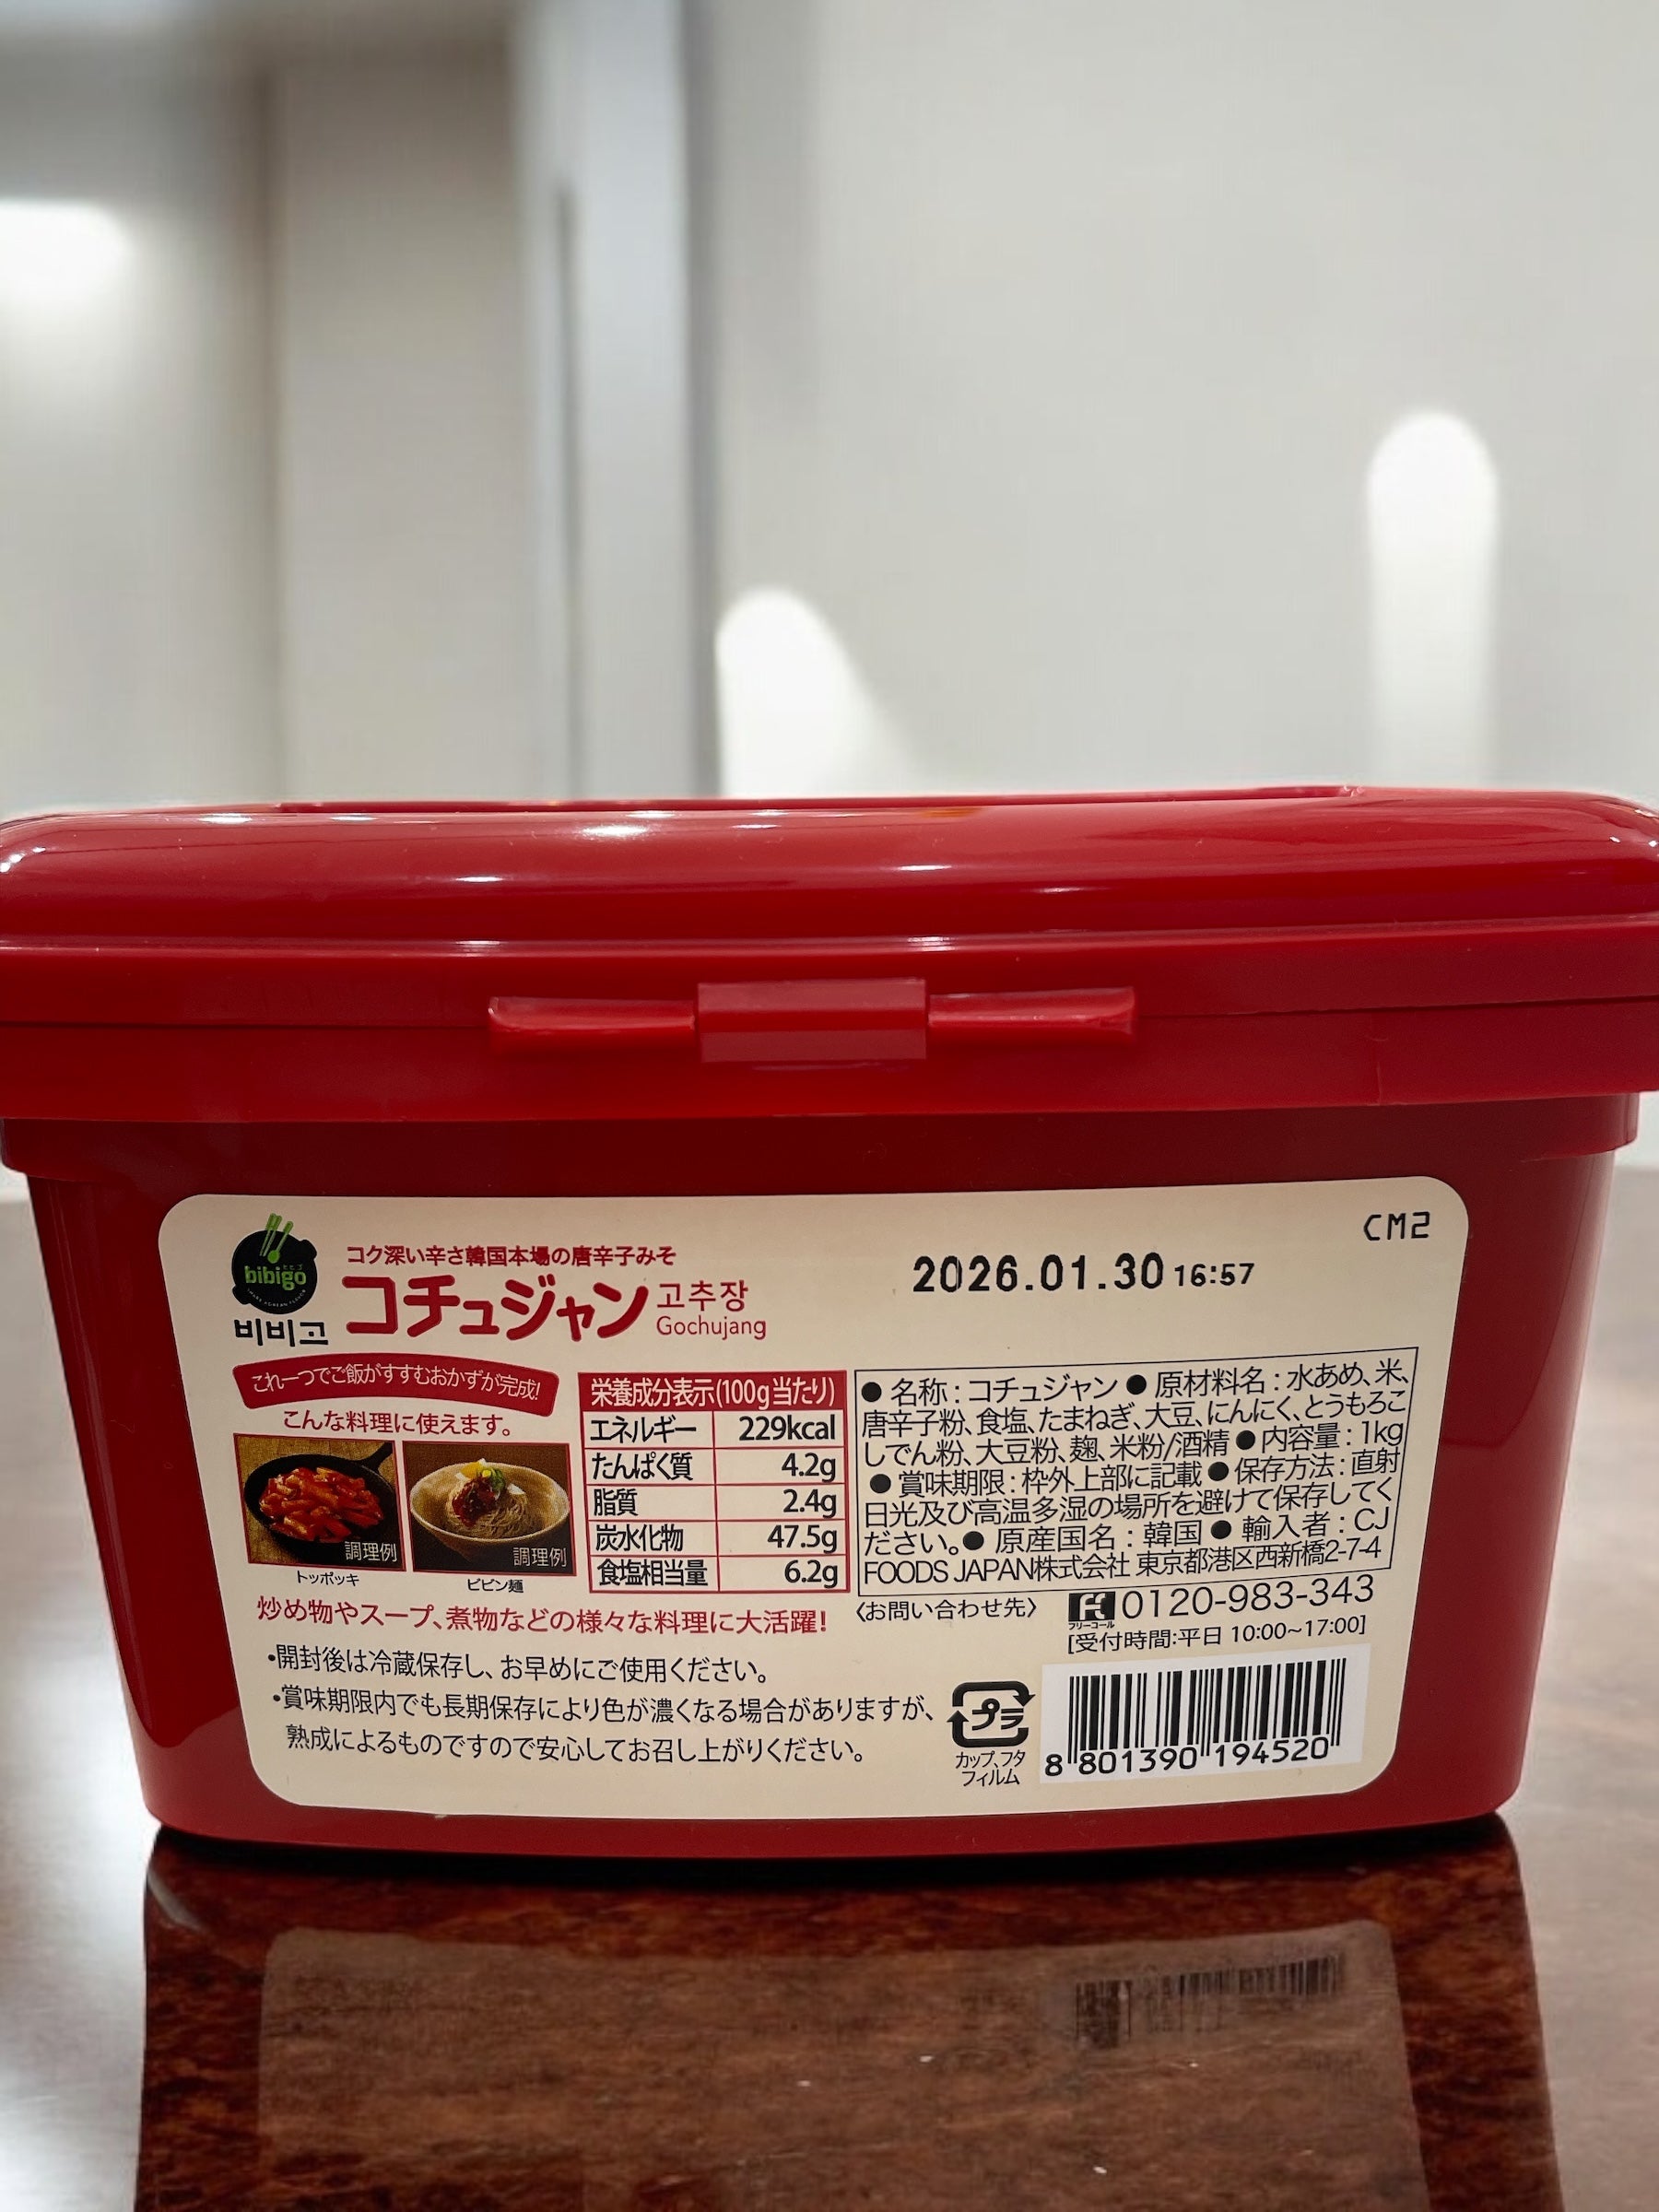 CM2
2026.01.30 16:57
bibigo
비비고
コク深い辛さ韓国本場の唐辛子みそ
コチュジャン
고추장
Gochujang
これ一つでご飯がすすむおかずが完成!
こんな料理に使えます。
調理例
調理例
トッポッキ
ビビン麺
栄養成分表示(100g当たり)
エネルギー 229kcal
たんぱく質 4.2g
脂質 2.4g
炭水化物 47.5g
食塩相当量 6.2g
●名称:コチュジャン●原材料名:水あめ、米、
唐辛子粉、食塩、たまねぎ、大豆、にんにく、とうもろこ
しでん粉、大豆粉、麹、米粉/酒精●内容量:1kg
●賞味期限:枠外上部に記載●保存方法:直射
日光及び高温多湿の場所を避けて保存してく
ださい。●原産国名:韓国●輸入者:CJ
FOODS JAPAN株式会社 東京都港区西新橋2-7-4
〈お問い合わせ先〉
フリーコール
0120-983-343
[受付時間:平日 10:00~17:00]
炒め物やスープ、煮物などの様々な料理に大活躍!
•開封後は冷蔵保存し、お早めにご使用ください。
•賞味期限内でも長期保存により色が濃くなる場合がありますが、
熟成によるものですので安心してお召し上がりください。
プラ
カップ、フタ
フィルム
8 801390 194520